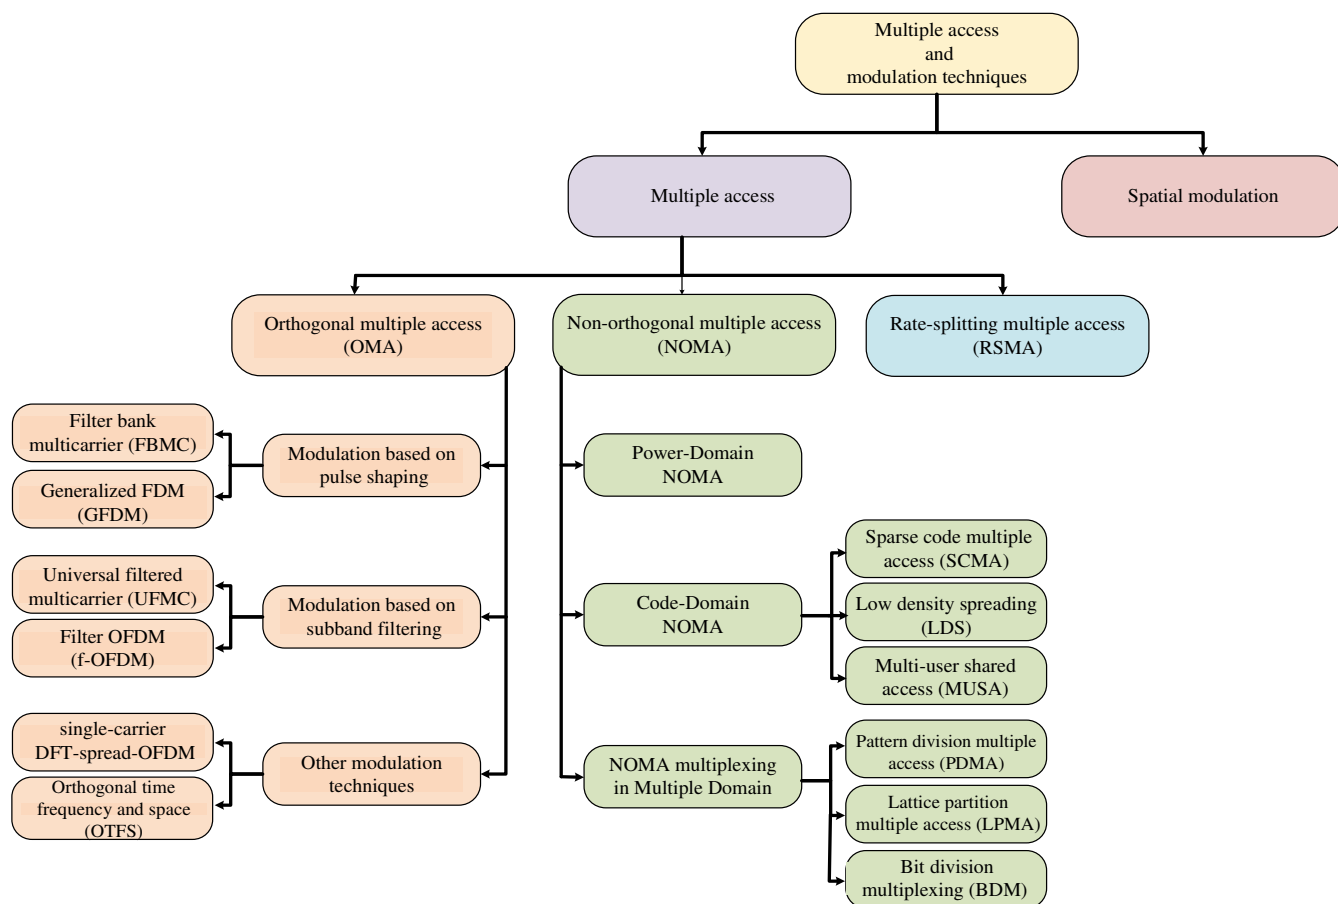 Multiple access
and
modulation techniques
Multiple access
Spatial modulation
Orthogonal multiple access
(OMA)
Non-orthogonal multiple access
(NOMA)
Rate-splitting multiple access
(RSMA)
Filter bank
multicarrier (FBMC)
Generalized FDM
(GFDM)
Modulation based on
pulse shaping
Universal filtered
multicarrier (UFMC)
Filter OFDM
(f-OFDM)
Modulation based on
subband filtering
single-carrier
DFT-spread-OFDM
Orthogonal time
frequency and space
(OTFS)
Other modulation
techniques
Power-Domain
NOMA
Code-Domain
NOMA
Sparse code multiple
access (SCMA)
Low density spreading
(LDS)
Multi-user shared
access (MUSA)
NOMA multiplexing
in Multiple Domain
Pattern division multiple
access (PDMA)
Lattice partition
multiple access (LPMA)
Bit division
multiplexing (BDM)